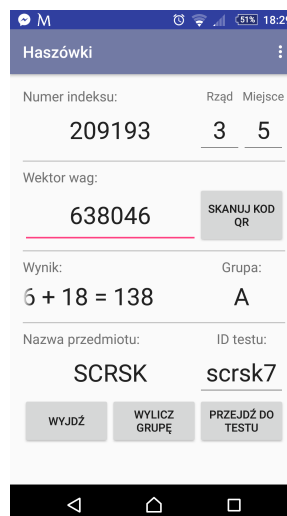 51% 18:29
Haszówki
Numer indeksu: Rząd Miejsce
209193 3 5
Wektor wag:
638046 SKANUJ KOD
QR
Wynik: Grupa:
6 + 18 = 138 A
Nazwa przedmiotu: ID testu:
SCRSK scrsk7
WYJDŹ WYLICZ
GRUPĘ PRZEJDŹ DO
TESTU